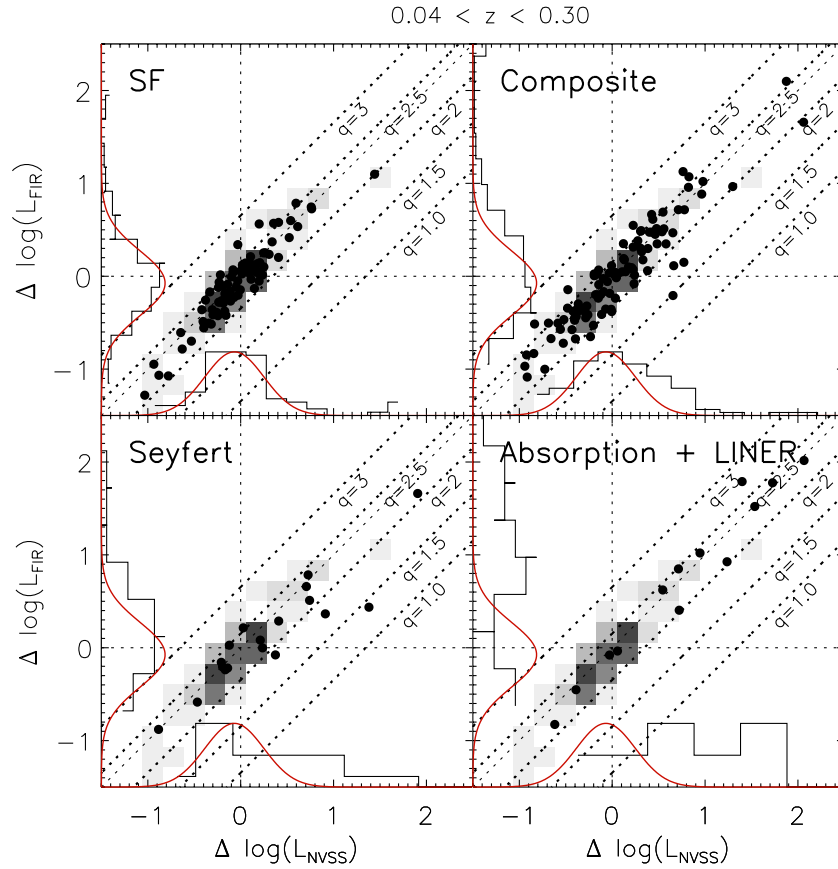 0.04 < z < 0.30
SF
Composite
q=3
q=2.5
q=2
q=1.5
q=1.0
q=3
q=2.5
q=2
q=1.5
q=1.0
2
1
0
−1
Δ log(L_FIR)
Seyfert
Absorption + LINER
q=3
q=2.5
q=2
q=1.5
q=1.0
q=3
q=2.5
q=2
q=1.5
q=1.0
2
1
0
−1
Δ log(L_FIR)
−1 0 1 2
−1 0 1 2
Δ log(L_NVSS)
Δ log(L_NVSS)